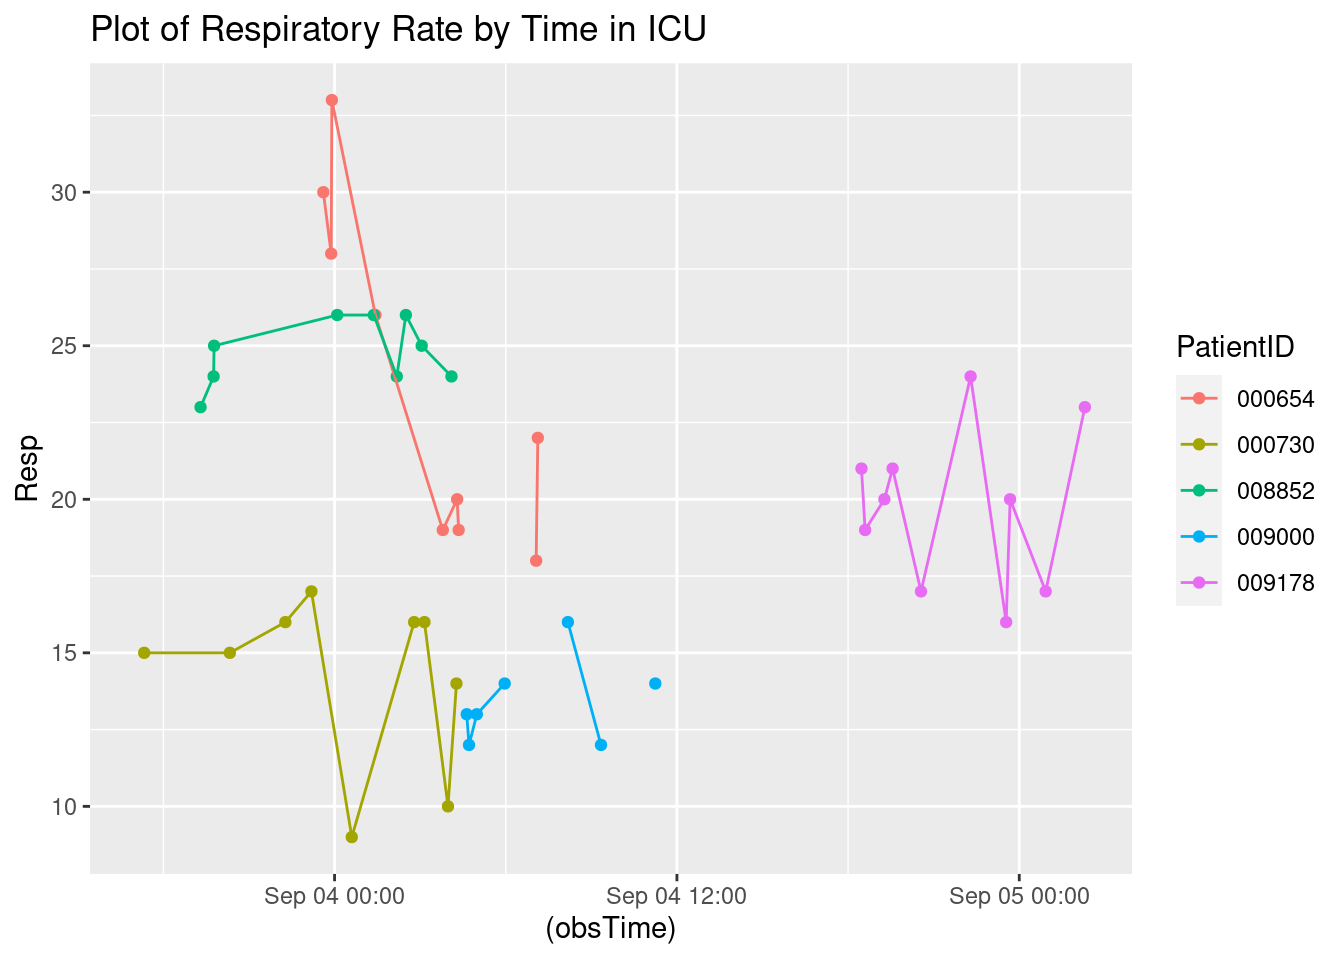 Plot of Respiratory Rate by Time in ICU
Resp
30
25
20
15
10
Sep 04 00:00
Sep 04 12:00
Sep 05 00:00
(obsTime)
PatientID
000654
000730
008852
009000
009178